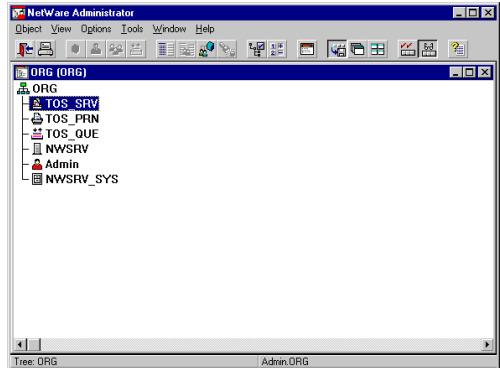 NetWare Administrator
Object View Options Tools Window Help
ORG (ORG)
ORG
TOS_SRV
TOS_PRN
TOS_QUE
NWSRV
Admin
NWSRV_SYS
Tree: ORG Admin.ORG